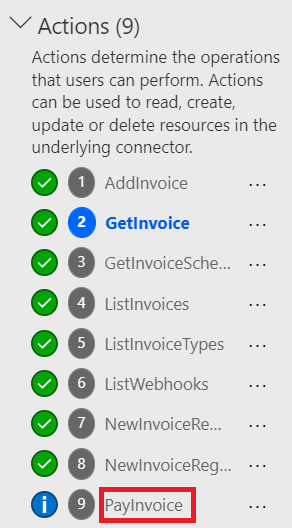 Actions (9)
Actions determine the operations
that users can perform. Actions
can be used to read, create,
update or delete resources in the
underlying connector.
1 AddInvoice ...
2 GetInvoice ...
3 GetInvoiceSche... ...
4 ListInvoices ...
5 ListInvoiceTypes ...
6 ListWebhooks ...
7 NewInvoiceRe... ...
8 NewInvoiceReg... ...
9 PayInvoice ...